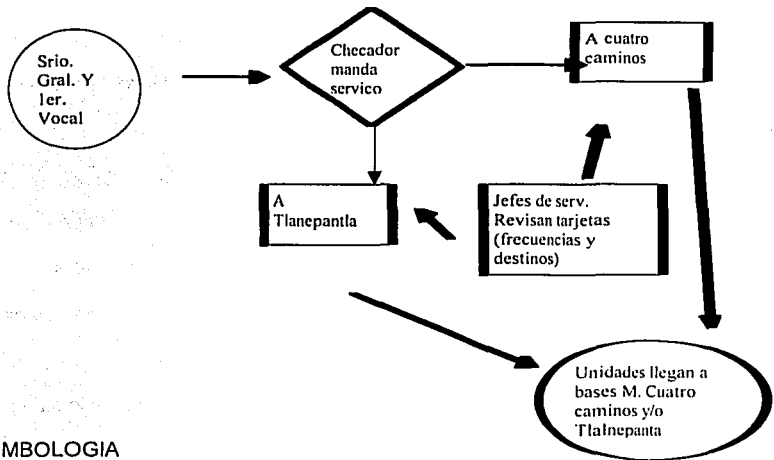 Srio.
Gral. Y
1er.
Vocal
Checador
manda
servico
A cuatro
caminos
A
Tlanepantla
Jefes de serv.
Revisan tarjetas
(frecuencias y
destinos)
Unidades llegan a
bases M. Cuatro
caminos y/o
Tlalnepanta
MBOLOGIA